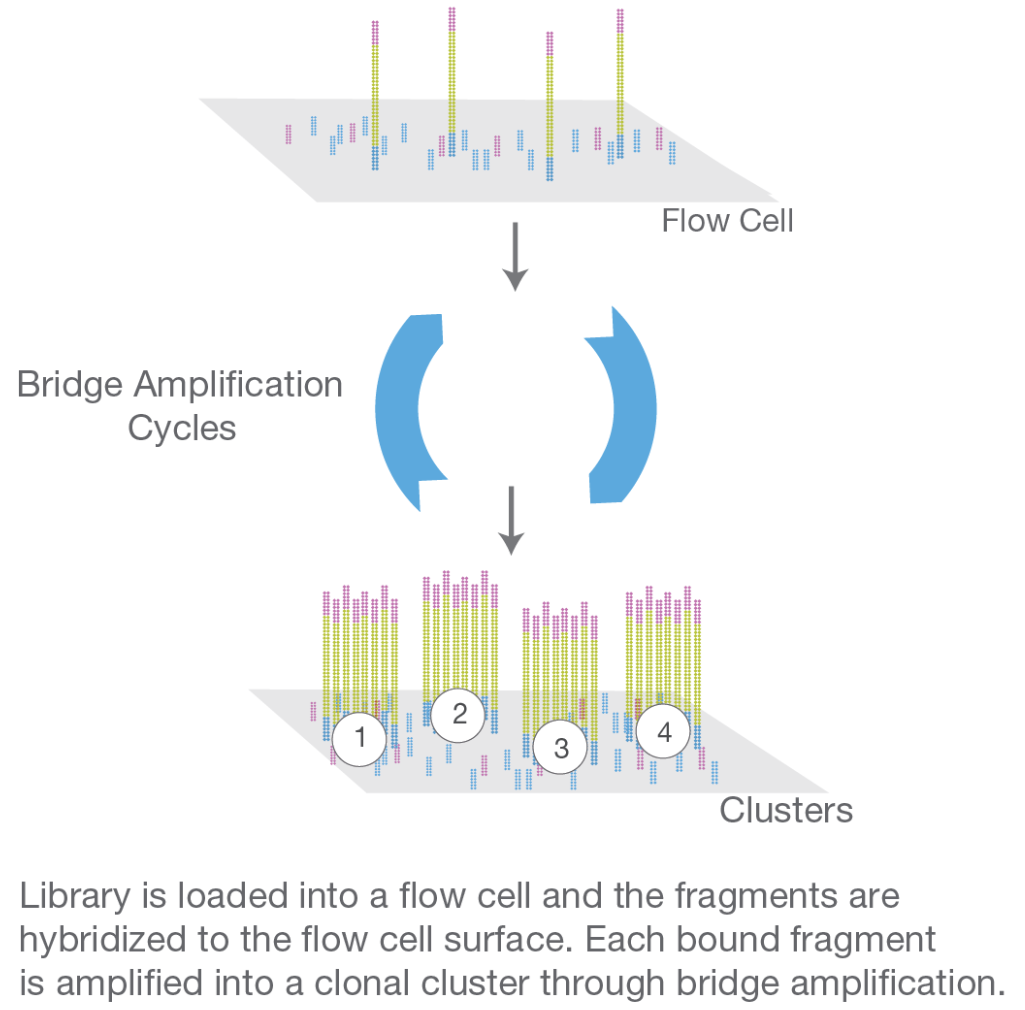 Flow Cell
Bridge Amplification
Cycles
1
2
3
4
Clusters
Library is loaded into a flow cell and the fragments are
hybridized to the flow cell surface. Each bound fragment
is amplified into a clonal cluster through bridge amplification.